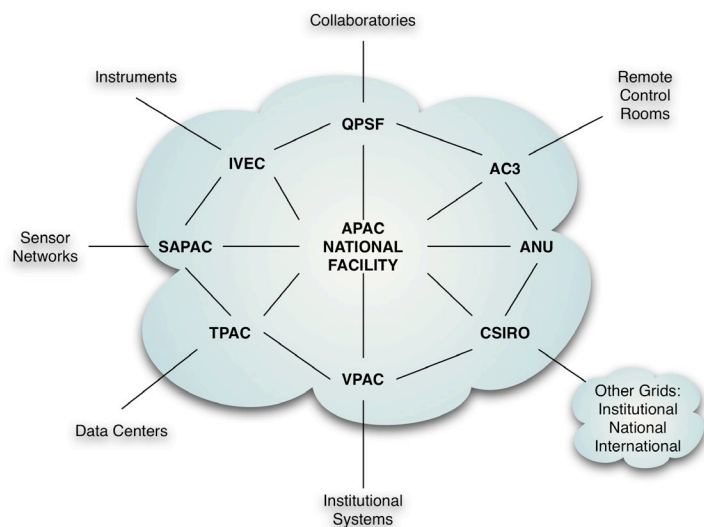 Collaboratories
Instruments
Remote
Control
Rooms
QPSF
IVEC
AC3
APAC
NATIONAL
FACILITY
Sensor
Networks
SAPAC
ANU
TPAC
CSIRO
VPAC
Other Grids:
Institutional
National
International
Data Centers
Institutional
Systems